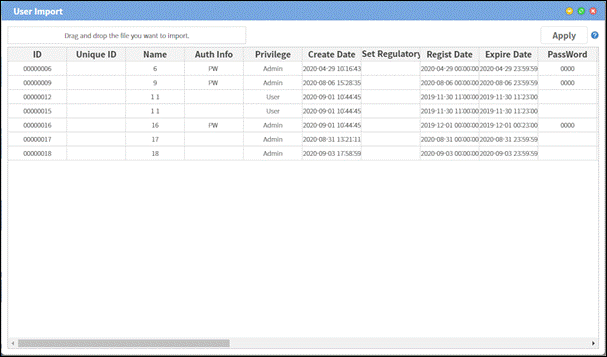 User Import
Drag and drop the file you want to import.
Apply
ID Unique ID Name Auth Info Privilege Create Date Set Regulatory Regist Date Expire Date PassWord
00000006 6 PW Admin 2020-04-29 10:16:43 2020-04-29 00:00:00 2020-04-29 23:59:59 0000
00000009 9 PW Admin 2020-08-06 15:28:35 2020-08-06 00:00:00 2020-08-06 23:59:59 0000
00000012 1 1 User 2020-09-01 10:44:45 2019-11-30 11:00:00 2019-11-30 11:23:00
00000015 1 1 User 2020-09-01 10:44:45 2019-11-30 11:00:00 2019-11-30 11:23:00
00000016 16 PW Admin 2020-09-01 10:44:45 2019-12-01 00:00:00 2019-12-01 00:23:00 0000
00000017 17 Admin 2020-08-31 13:21:11 2020-08-31 00:00:00 2020-08-31 23:59:59
00000018 18 Admin 2020-09-03 17:58:59 2020-09-03 00:00:00 2020-09-03 23:59:59